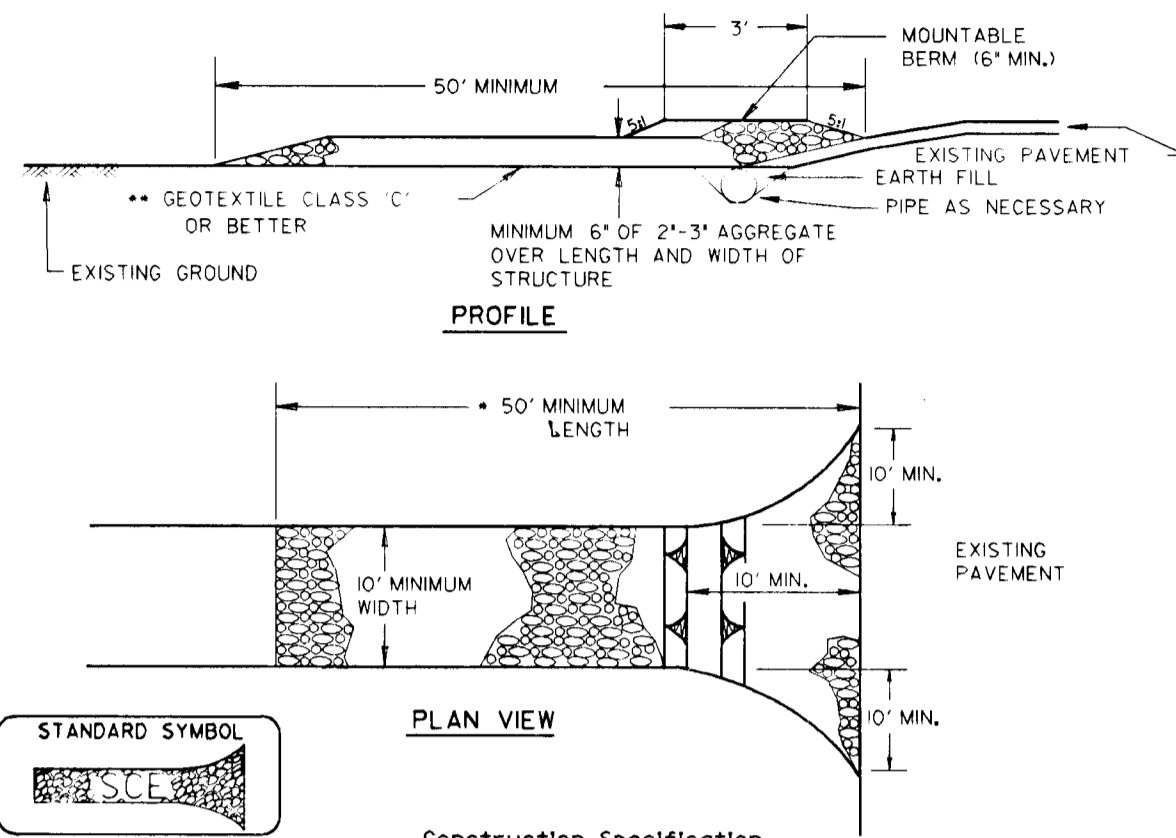 3'
MOUNTABLE
BERM (6" MIN.)
50' MINIMUM
5:1
5:1
EXISTING PAVEMENT
** GEOTEXTILE CLASS 'C'
OR BETTER
EARTH FILL
PIPE AS NECESSARY
MINIMUM 6" OF 2"-3" AGGREGATE
OVER LENGTH AND WIDTH OF
STRUCTURE
EXISTING GROUND
PROFILE
* 50' MINIMUM
LENGTH
10' MIN.
EXISTING
PAVEMENT
10' MINIMUM
WIDTH
10' MIN.
10' MIN.
PLAN VIEW
STANDARD SYMBOL
SCE
Construction Specification